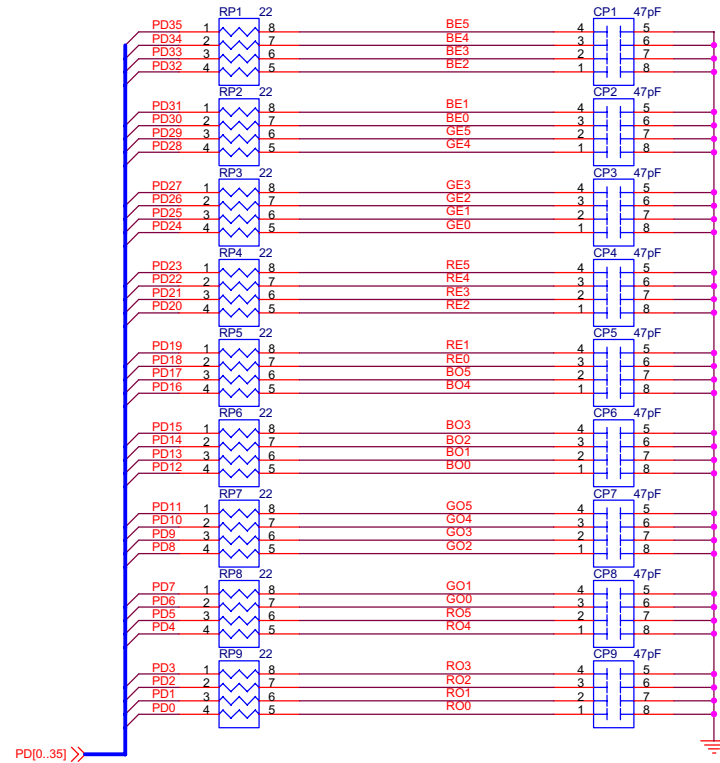 RP1 22 CP1 47pF
PD35 1 8 BE5 4 5
PD34 2 7 BE4 3 6
PD33 3 6 BE3 2 7
PD32 4 5 BE2 1 8
RP2 22 CP2 47pF
PD31 1 8 BE1 4 5
PD30 2 7 BE0 3 6
PD29 3 6 GE5 2 7
PD28 4 5 GE4 1 8
RP3 22 CP3 47pF
PD27 1 8 GE3 4 5
PD26 2 7 GE2 3 6
PD25 3 6 GE1 2 7
PD24 4 5 GE0 1 8
RP4 22 CP4 47pF
PD23 1 8 RE5 4 5
PD22 2 7 RE4 3 6
PD21 3 6 RE3 2 7
PD20 4 5 RE2 1 8
RP5 22 CP5 47pF
PD19 1 8 RE1 4 5
PD18 2 7 RE0 3 6
PD17 3 6 BO5 2 7
PD16 4 5 BO4 1 8
RP6 22 CP6 47pF
PD15 1 8 BO3 4 5
PD14 2 7 BO2 3 6
PD13 3 6 BO1 2 7
PD12 4 5 BO0 1 8
RP7 22 CP7 47pF
PD11 1 8 GO5 4 5
PD10 2 7 GO4 3 6
PD9 3 6 GO3 2 7
PD8 4 5 GO2 1 8
RP8 22 CP8 47pF
PD7 1 8 GO1 4 5
PD6 2 7 GO0 3 6
PD5 3 6 RO5 2 7
PD4 4 5 RO4 1 8
RP9 22 CP9 47pF
PD3 1 8 RO3 4 5
PD2 2 7 RO2 3 6
PD1 3 6 RO1 2 7
PD0 4 5 RO0 1 8
PD[0..35]